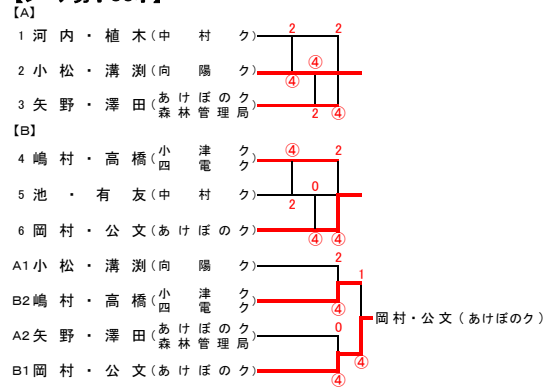 【A】
1 河内・植木(中村ク) 2 2
2 小松・溝渕(向陽ク) ④ ④
3 矢野・澤田(あけぼのク 森林管理局) 2 ④
【B】
4 嶋村・高橋(小津ク 四電ク) ④ 2
5 池・有友(中村ク) 2 0
6 岡村・公文(あけぼのク) ④ ④
A1 小松・溝渕(向陽ク) 2
1
B2 嶋村・高橋(小津ク 四電ク) ④
岡村・公文(あけぼのク)
A2 矢野・澤田(あけぼのク 森林管理局) 0
④
B1 岡村・公文(あけぼのク) ④